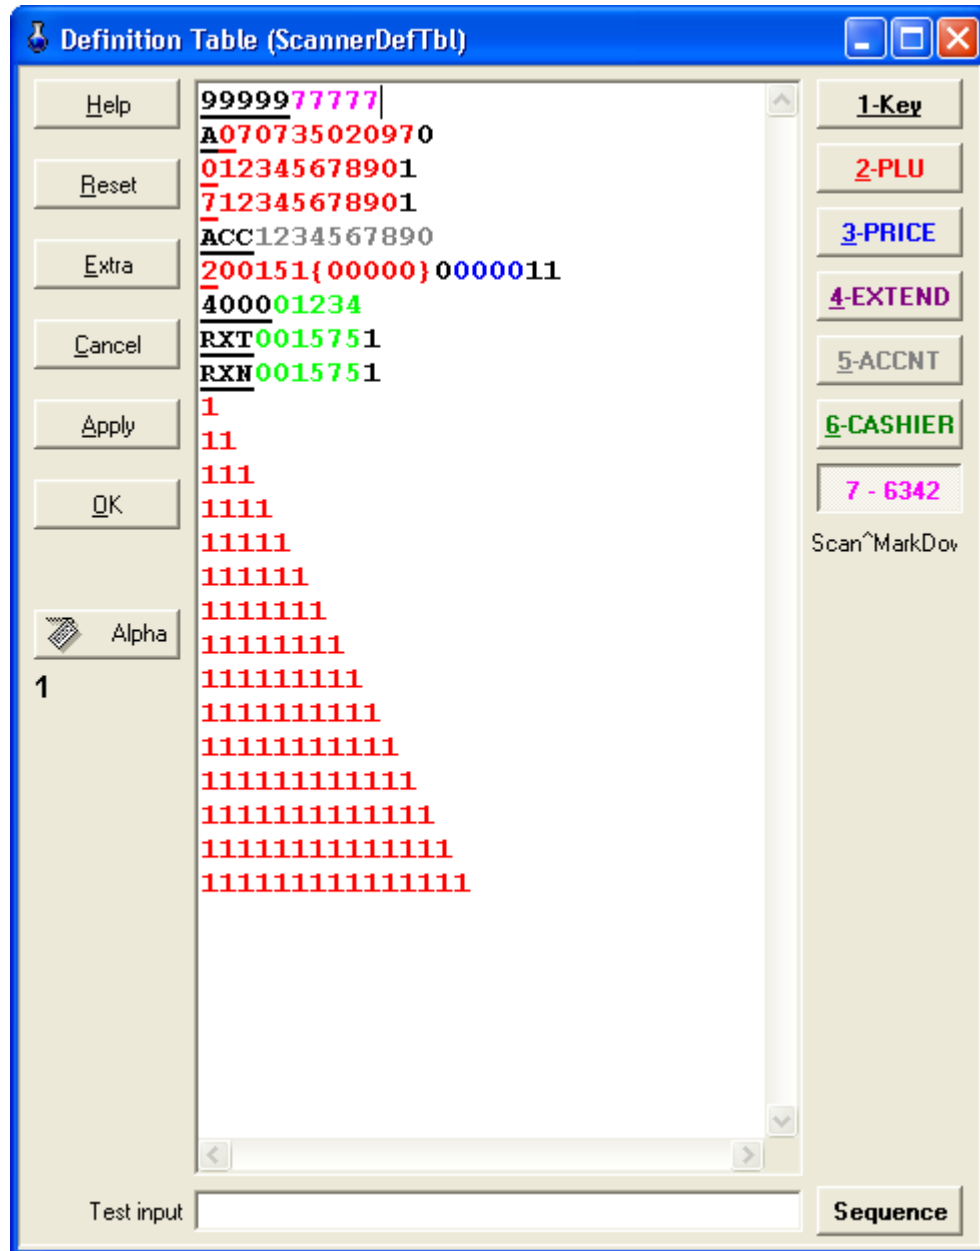 Definition Table (ScannerDefTbl)
Help
Reset
Extra
Cancel
Apply
OK
Alpha
1
9999977777
A070735020970
012345678901
712345678901
ACC1234567890
200151{00000}0000011
400001234
RXT0015751
RXN0015751
1
11
111
1111
11111
111111
1111111
11111111
111111111
1111111111
11111111111
111111111111
1111111111111
11111111111111
111111111111111
1-Key
2-PLU
3-PRICE
4-EXTEND
5-ACCNT
6-CASHIER
7 - 6342
Scan^MarkDov
Test input
Sequence